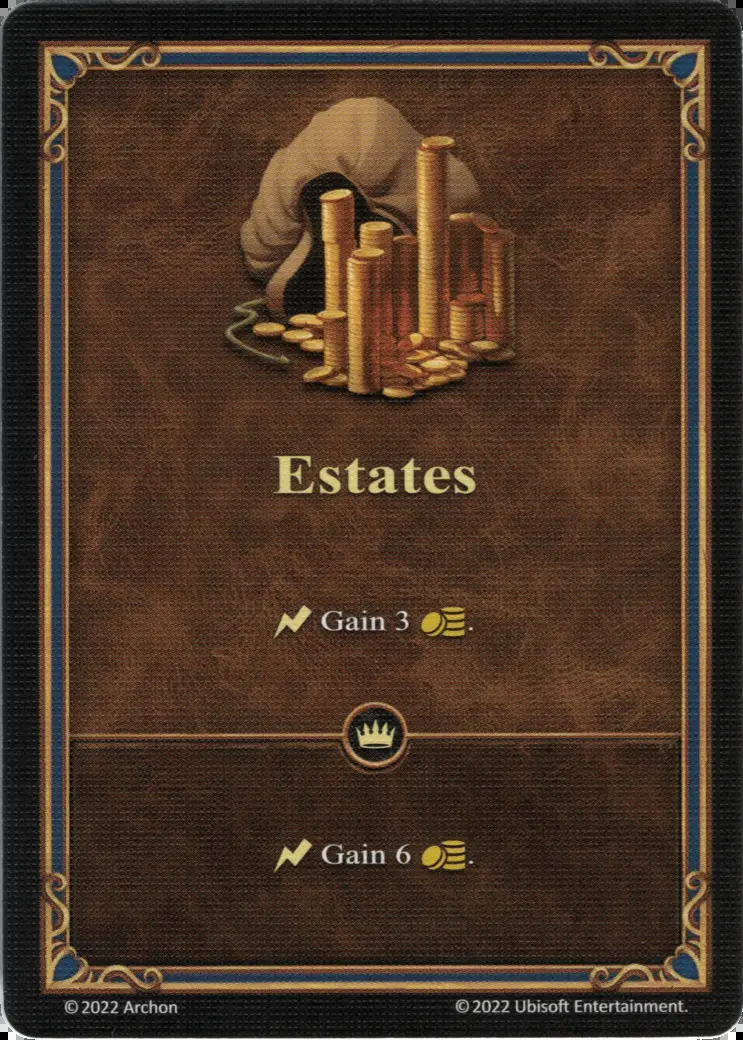 Estates
Gain 3 .
Gain 6 .
© 2022 Archon
© 2022 Ubisoft Entertainment.